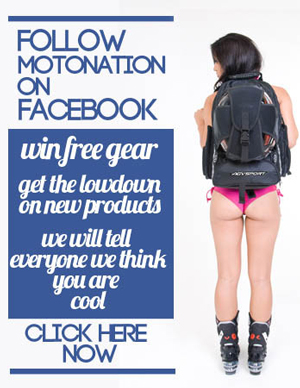 FOLLOW
MOTONATION
ON
FACEBOOK
win free gear
get the lowdown
on new products
we will tell
everyone we think
you are
cool
CLICK HERE
NOW
AGVSPORT